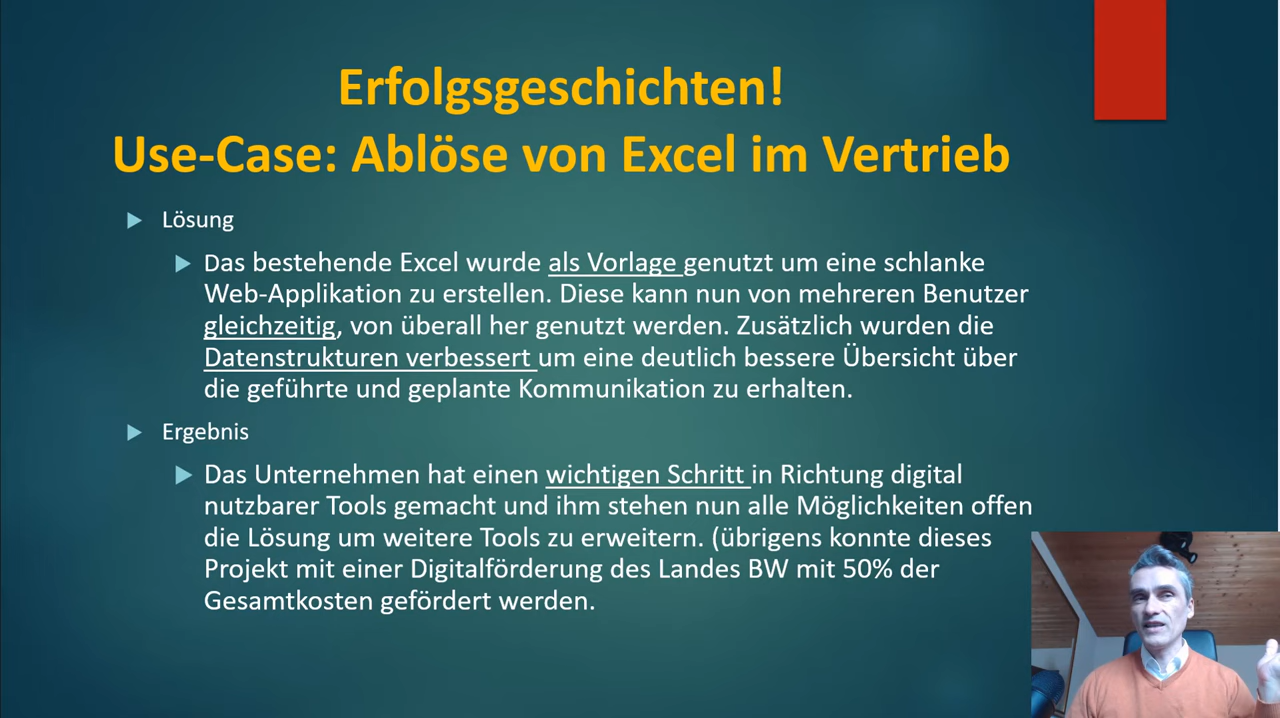 Erfolgsgeschichten!
Use-Case: Ablöse von Excel im Vertrieb
Lösung
Das bestehende Excel wurde als Vorlage genutzt um eine schlanke
Web-Applikation zu erstellen. Diese kann nun von mehreren Benutzer
gleichzeitig, von überall her genutzt werden. Zusätzlich wurden die
Datenstrukturen verbessert um eine deutlich bessere Übersicht über
die geführte und geplante Kommunikation zu erhalten.
Ergebnis
Das Unternehmen hat einen wichtigen Schritt in Richtung digital
nutzbarer Tools gemacht und ihm stehen nun alle Möglichkeiten offen
die Lösung um weitere Tools zu erweitern. (übrigens konnte dieses
Projekt mit einer Digitalförderung des Landes BW mit 50% der
Gesamtkosten gefördert werden.